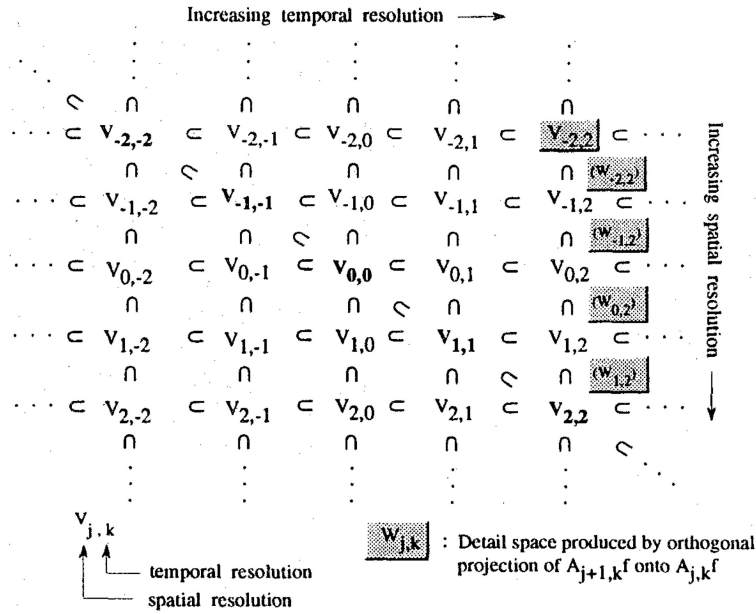 Increasing temporal resolution →
⊂ ∩ ∩ ∩ ∩ ∩
··· ⊂ V-2,-2 ⊂ V-2,-1 ⊂ V-2,0 ⊂ V-2,1 ⊂ V-2,2 ⊂ ···
∩ ⊂ ∩ ∩ ∩ ∩ (W-2,2)
··· ⊂ V-1,-2 ⊂ V-1,-1 ⊂ V-1,0 ⊂ V-1,1 ⊂ V-1,2 ⊂ ···
∩ ∩ ⊂ ∩ ∩ ∩ (W-1,2)
··· ⊂ V0,-2 ⊂ V0,-1 ⊂ V0,0 ⊂ V0,1 ⊂ V0,2 ⊂ ···
∩ ∩ ∩ ⊂ ∩ ∩ (W0,2)
··· ⊂ V1,-2 ⊂ V1,-1 ⊂ V1,0 ⊂ V1,1 ⊂ V1,2 ⊂ ···
∩ ∩ ∩ ∩ ⊂ ∩ (W1,2)
··· ⊂ V2,-2 ⊂ V2,-1 ⊂ V2,0 ⊂ V2,1 ⊂ V2,2 ⊂ ···
∩ ∩ ∩ ∩ ∩ ⊂
Increasing spatial resolution →
Vj,k
temporal resolution
spatial resolution
Wj,k : Detail space produced by orthogonal
projection of Aj+1,kf onto Aj,kf